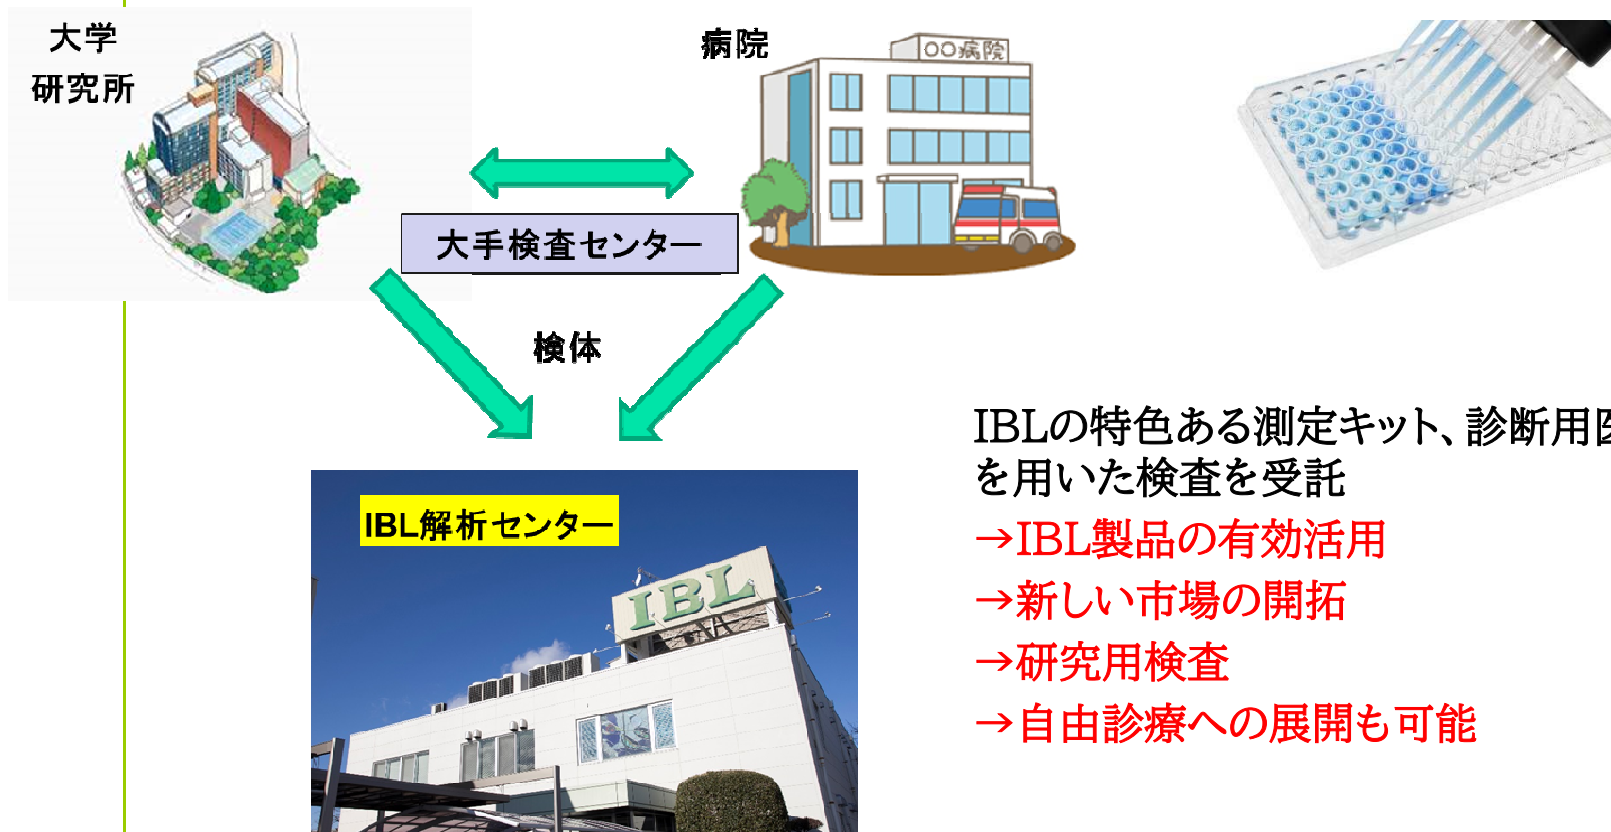 大学
研究所
病院
〇〇病院
大手検査センター
検体
IBL解析センター
IBL
IBLの特色ある測定キット、診断用医
を用いた検査を受託
→IBL製品の有効活用
→新しい市場の開拓
→研究用検査
→自由診療への展開も可能